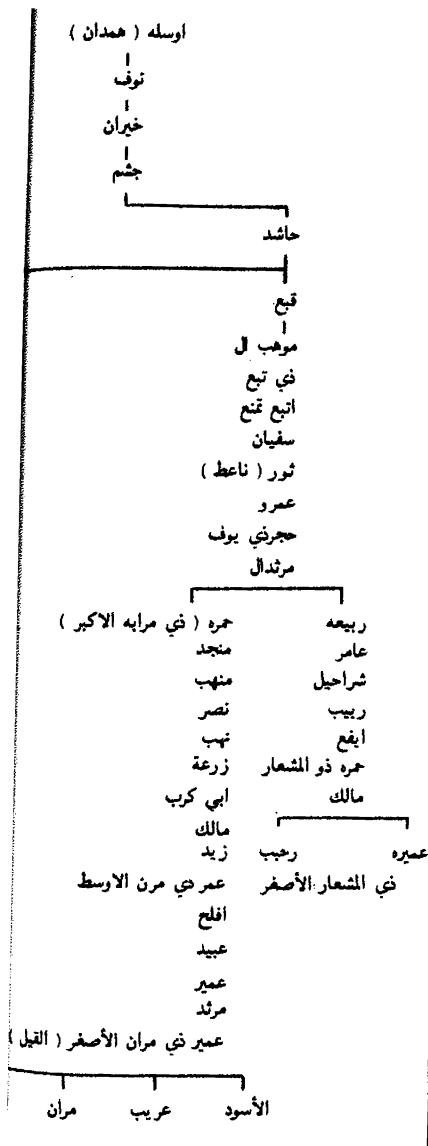 اوسله ( همدان )
نوف
خيران
جشم
حاشد
قبع
موهب ال
ذي تبع
اتبع تمنع
سفيان
ثور ( ناعط )
عمرو
حجرذي يوف
مرثدال
ربيعه حمره ( ذي مرابه الاكبر )
عامر منجد
شراحيل منهب
ربيب نصر
ايفع نهب
حمره ذو المشعار زرعة
مالك ابي كرب
مالك
عميره رحبب زيد
ذي المشعار الأصغر عمر دي مرن الاوسط
افلح
عبيد
عمير
مرثد
عمير ذي مران الأصغر ( القيل )
الأسود عريب مران